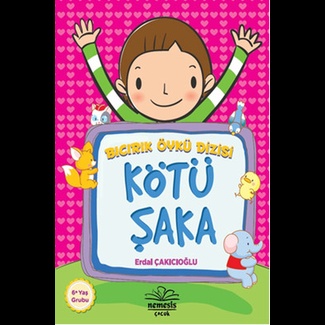 BICIRIK ÖYKÜ DİZİSİ
KÖTÜ
ŞAKA
Erdal ÇAKICIOĞLU
6+ Yaş
Grubu
nemesis
çocuk